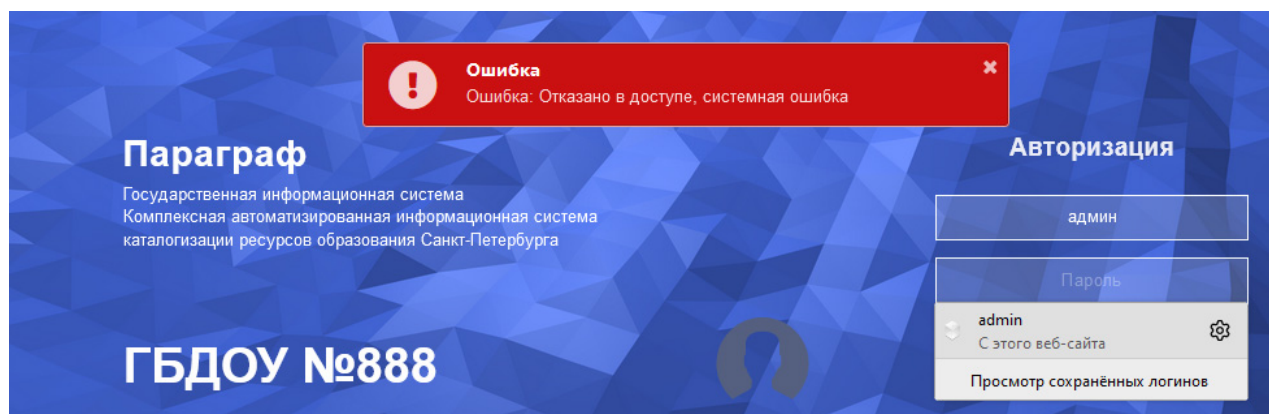 Ошибка
Ошибка: Отказано в доступе, системная ошибка
Параграф
Государственная информационная система
Комплексная автоматизированная информационная система
каталогизации ресурсов образования Санкт-Петербурга
ГБДОУ №888
Авторизация
админ
Пароль
admin
С этого веб-сайта
Просмотр сохранённых логинов